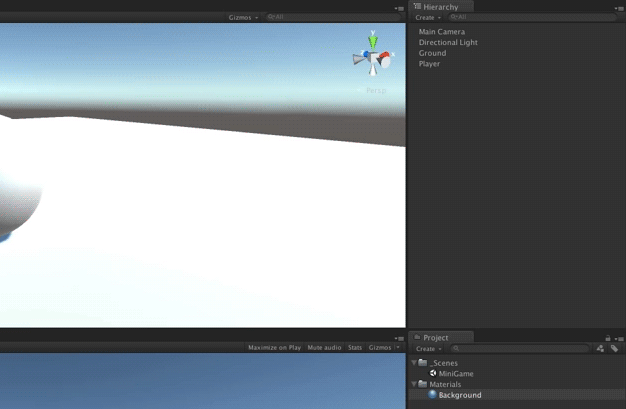 Hierarchy
Gizmos
All
Create
All
Main Camera
Directional Light
Ground
Player
y
x
Persp
Project
Maximize on Play Mute audio Stats Gizmos
Create
_Scenes
MiniGame
Materials
Background